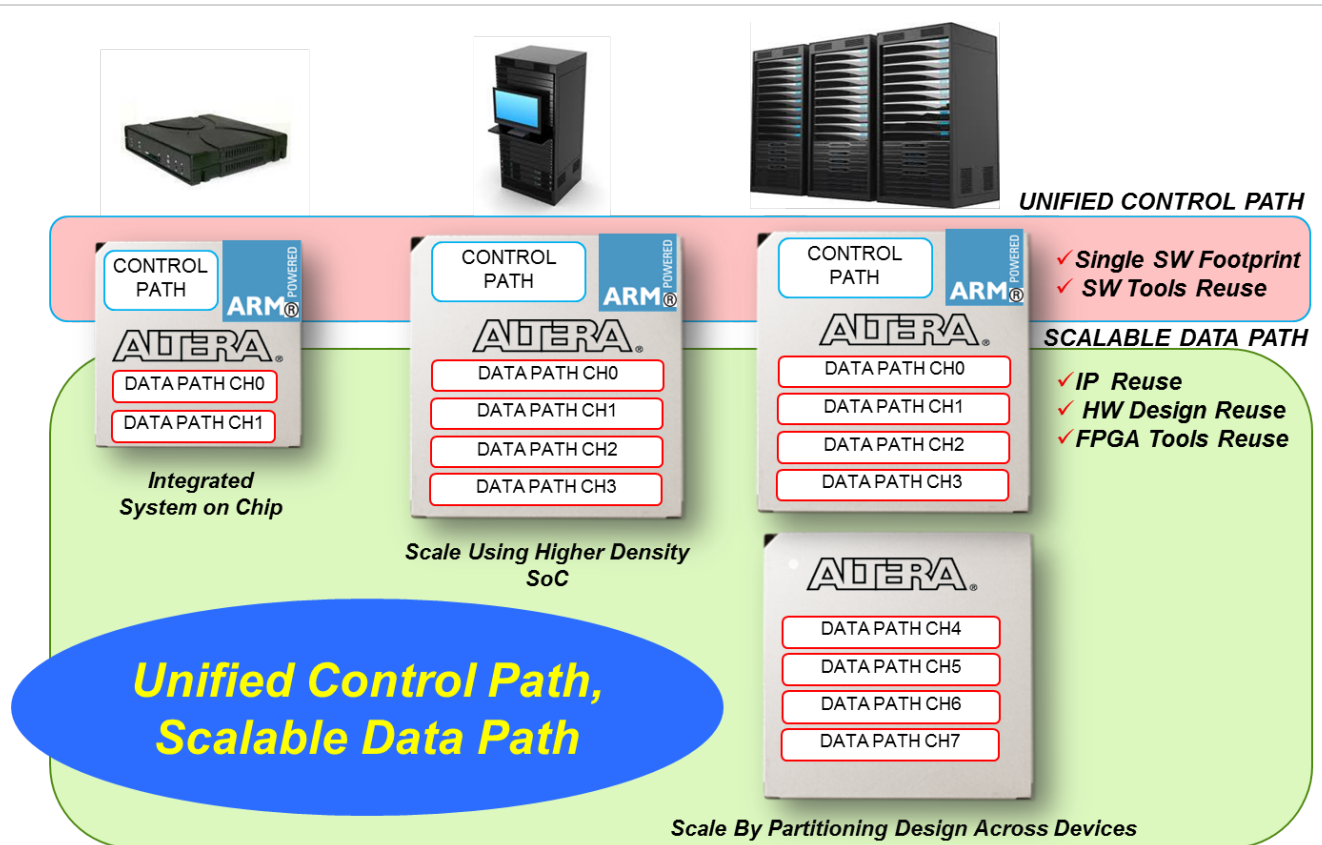 UNIFIED CONTROL PATH
CONTROL
PATH
ARM®
POWERED
ALTERA®
DATA PATH CH0
DATA PATH CH1
Integrated
System on Chip
CONTROL
PATH
ARM®
POWERED
ALTERA®
DATA PATH CH0
DATA PATH CH1
DATA PATH CH2
DATA PATH CH3
Scale Using Higher Density
SoC
CONTROL
PATH
ARM®
POWERED
ALTERA®
DATA PATH CH0
DATA PATH CH1
DATA PATH CH2
DATA PATH CH3
ALTERA®
DATA PATH CH4
DATA PATH CH5
DATA PATH CH6
DATA PATH CH7
Scale By Partitioning Design Across Devices
✓Single SW Footprint
✓ SW Tools Reuse
SCALABLE DATA PATH
✓IP Reuse
✓ HW Design Reuse
✓FPGA Tools Reuse
Unified Control Path,
Scalable Data Path